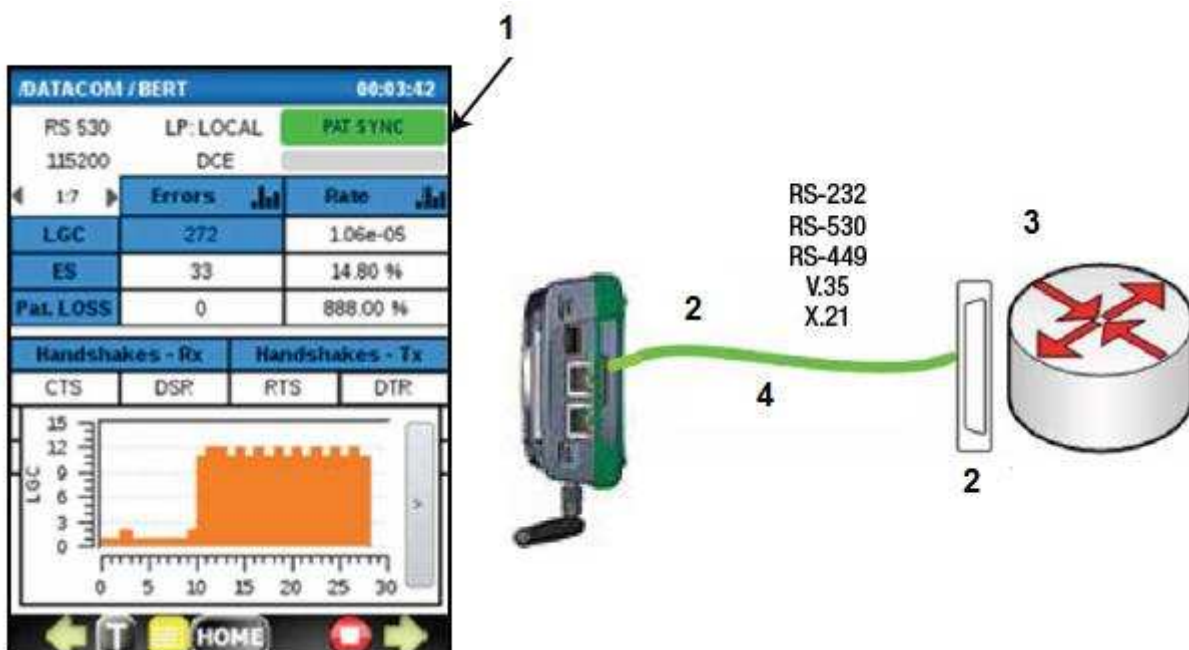 1
/DATACOM /BERT 00:03:42
RS 530 LP: LOCAL PAT SYNC
115200 DCE
1:7 Errors Rate
LGC 272 1.06e-05
ES 33 14.80 %
Pat. LOSS 0 888.00 %
Handshakes - Rx Handshakes - Tx
CTS DSR RTS DTR
15
12
9
6
3
0
LGC
0 5 10 15 20 25 30
>
T HOME
RS-232
RS-530
RS-449
V.35
X.21
2
4
3
2